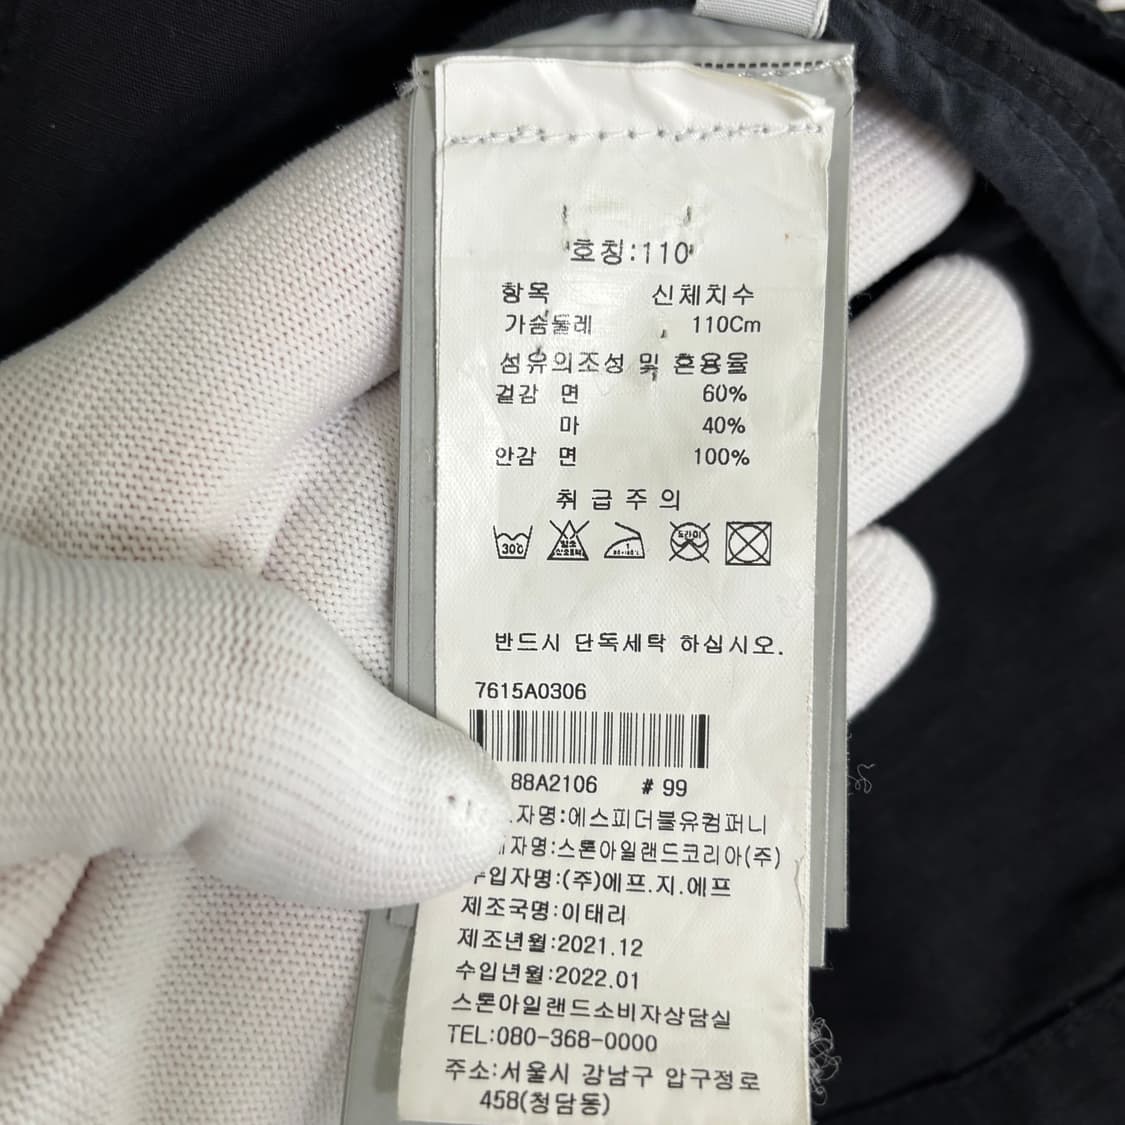 호칭:110
항목 신체치수
가슴둘레 110Cm
섬유의조성 및 혼용율
겉감 면 60%
마 40%
안감 면 100%
취급주의
30℃ 드라이
반드시 단독세탁 하십시오.
7615A0306
88A2106 # 99
자명:에스피더블유컴퍼니
자명:스톤아일랜드코리아(주)
수입자명:(주)에프.지.에프
제조국명:이태리
제조년월:2021.12
수입년월:2022.01
스톤아일랜드소비자상담실
TEL:080-368-0000
주소:서울시 강남구 압구정로
458(청담동)